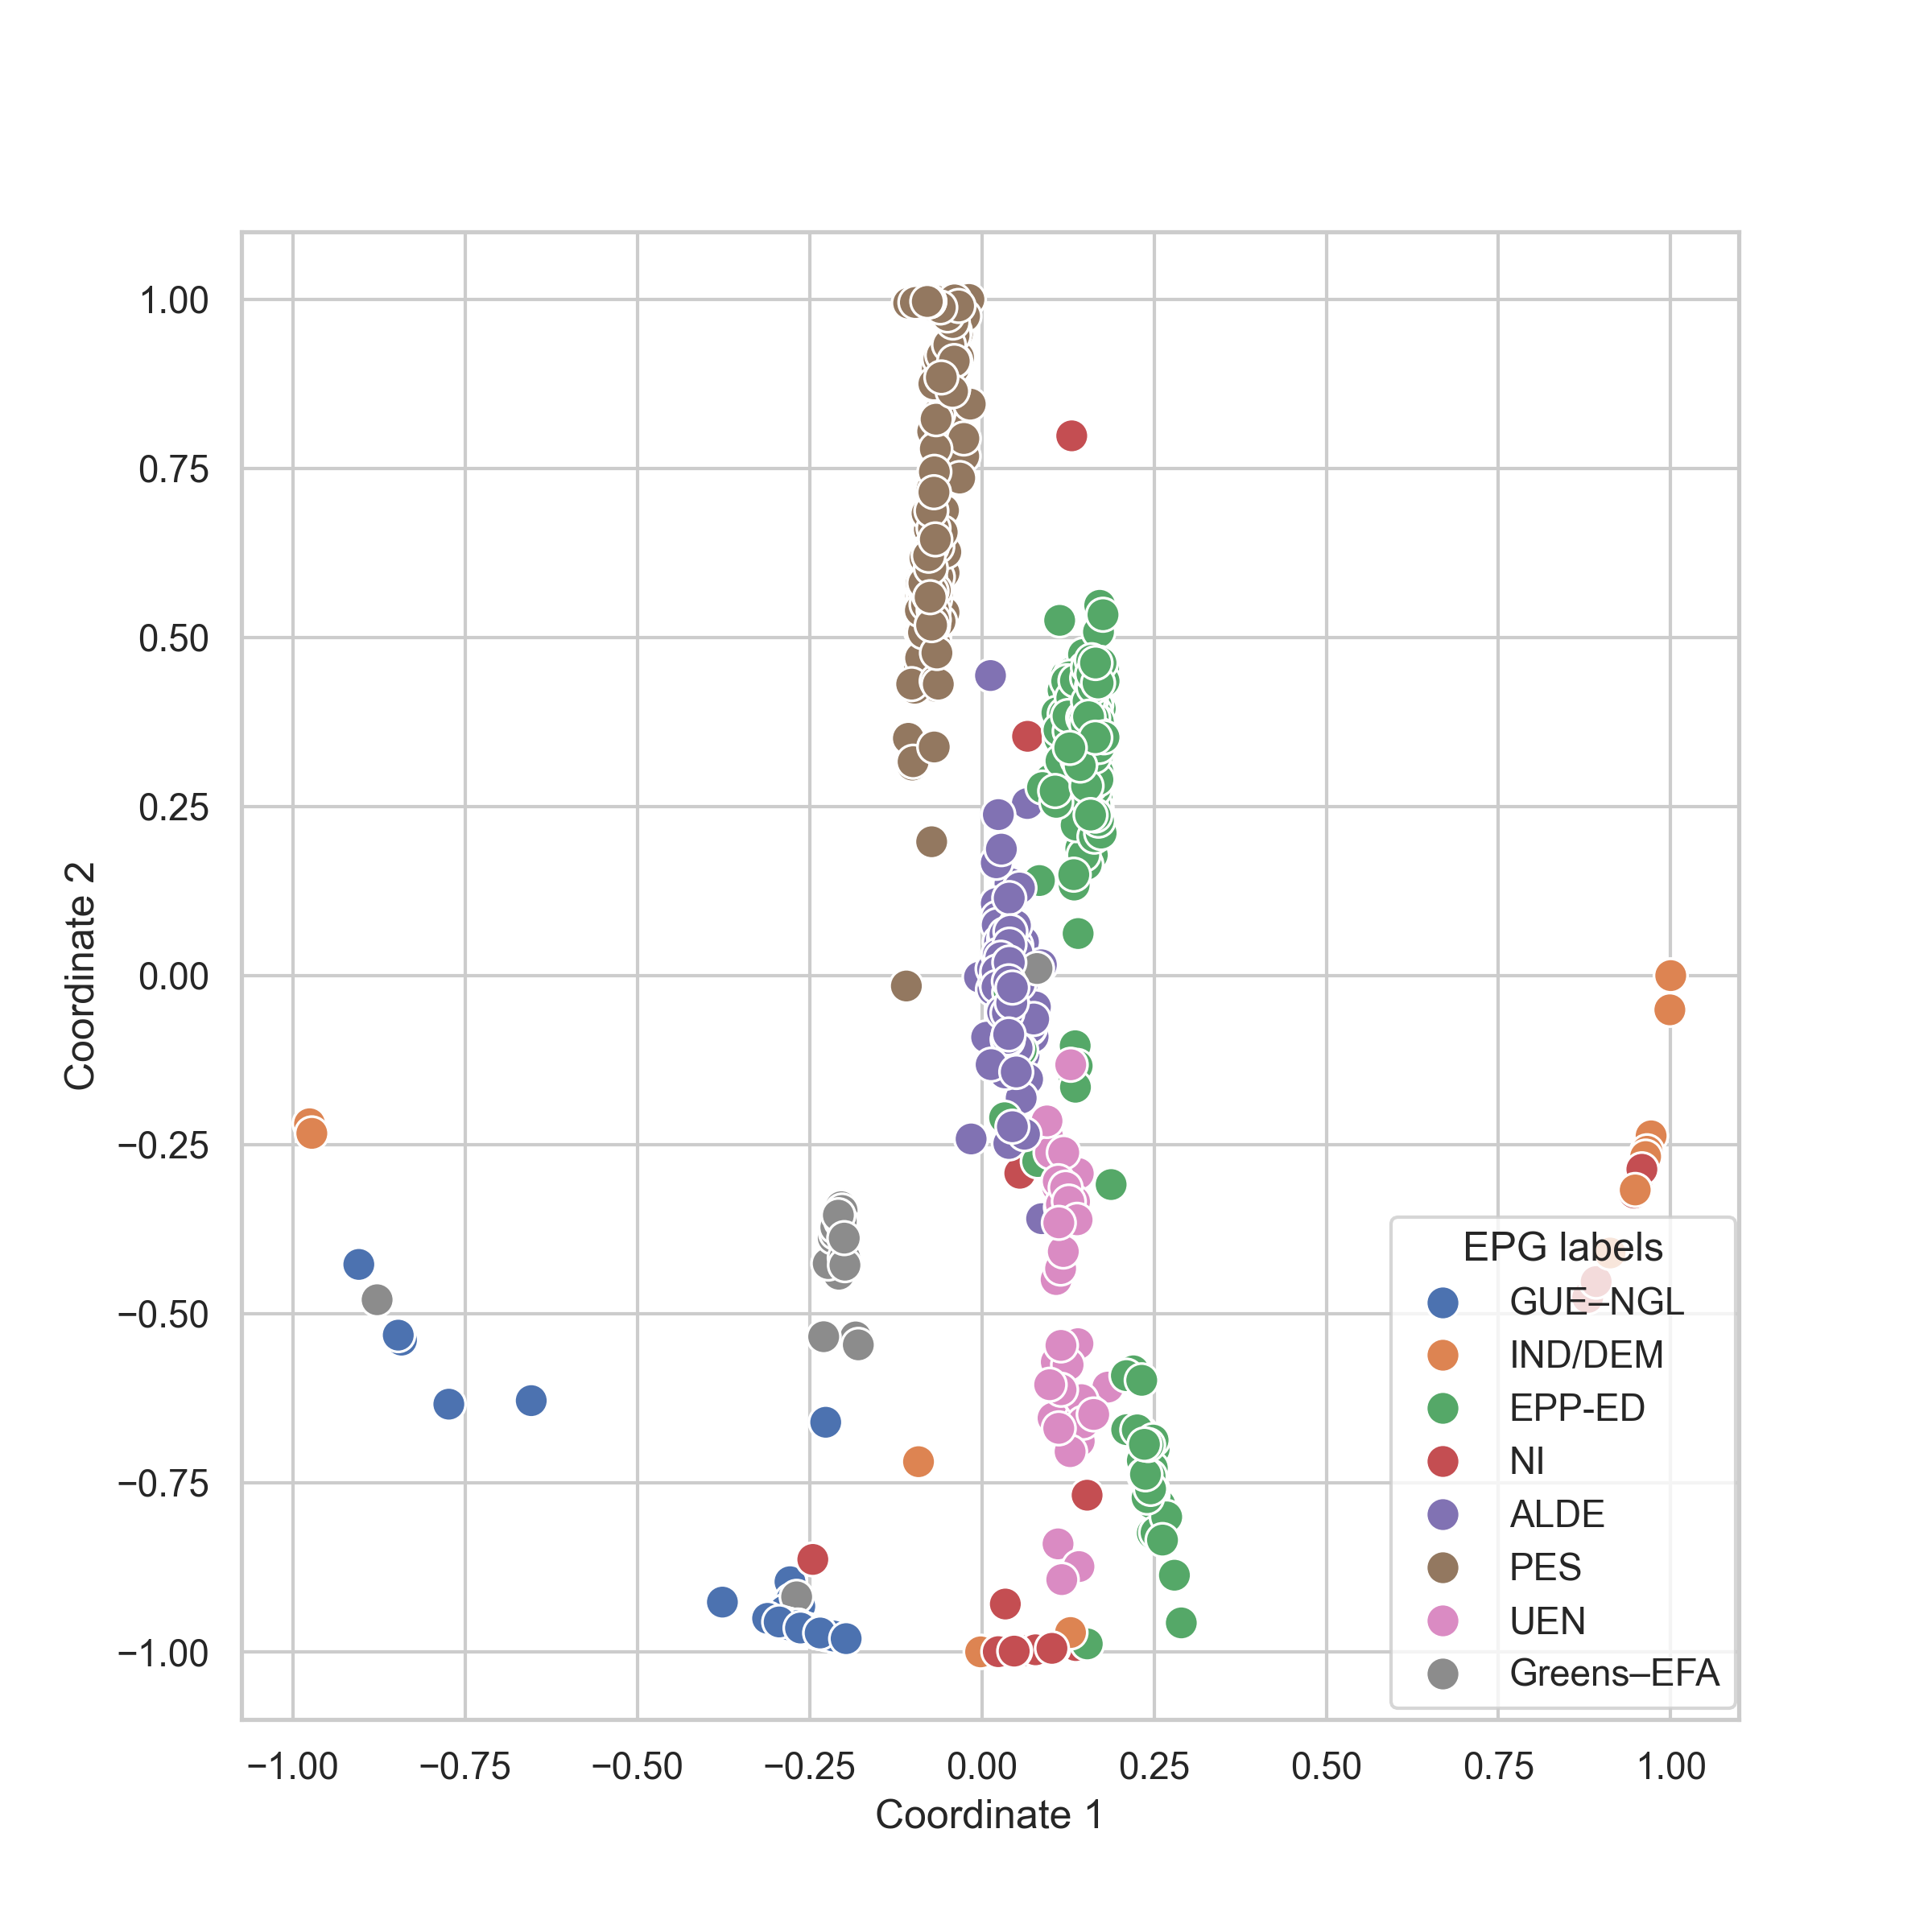 1.00
0.75
0.50
0.25
0.00
−0.25
−0.50
−0.75
−1.00
Coordinate 2
EPG labels
GUE–NGL
IND/DEM
EPP-ED
NI
ALDE
PES
UEN
Greens–EFA
−1.00 −0.75 −0.50 −0.25 0.00 0.25 0.50 0.75 1.00
Coordinate 1